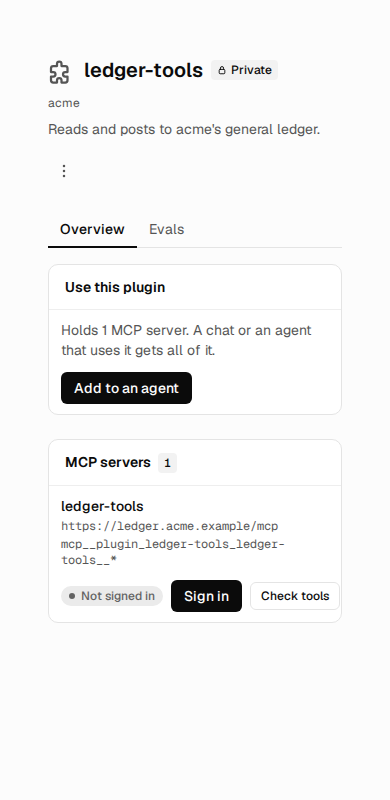 ledger-tools Private
acme
Reads and posts to acme's general ledger.
Overview Evals
Use this plugin
Holds 1 MCP server. A chat or an agent
that uses it gets all of it.
Add to an agent
MCP servers 1
ledger-tools
https://ledger.acme.example/mcp
mcp__plugin_ledger-tools_ledger-
tools__*
Not signed in Sign in Check tools